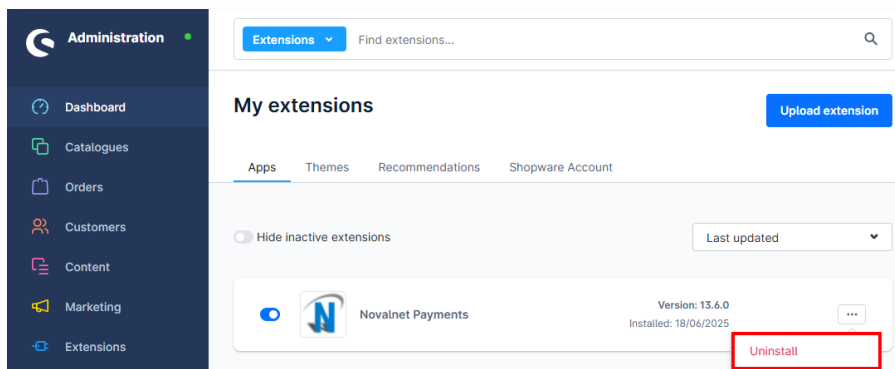 Administration
Extensions
Find extensions...
Dashboard
Catalogues
Orders
Customers
Content
Marketing
Extensions
My extensions
Upload extension
Apps
Themes
Recommendations
Shopware Account
Hide inactive extensions
Last updated
Novalnet Payments
Version: 13.6.0
Installed: 18/06/2025
Uninstall